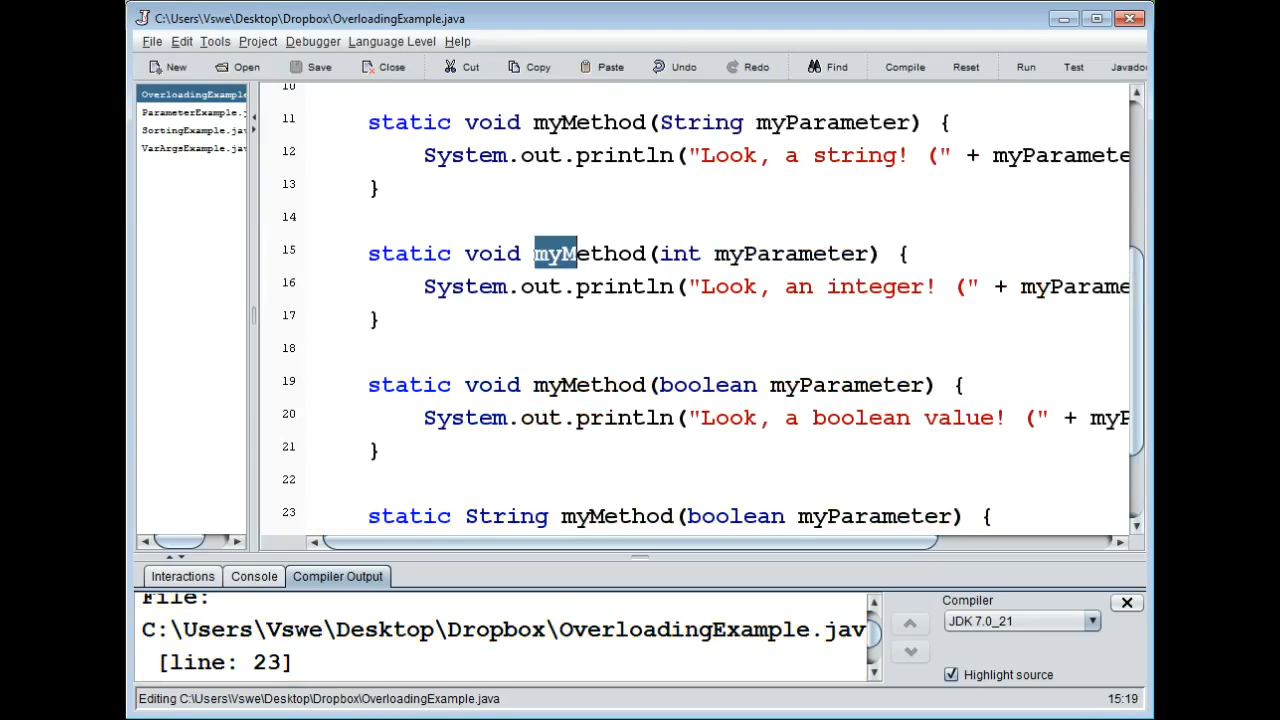 C:\Users\Vswe\Desktop\Dropbox\OverloadingExample.java
File Edit Tools Project Debugger Language Level Help
New Open Save Close Cut Copy Paste Undo Redo Find Compile Reset Run Test Javado
OverloadingExample
ParameterExample.j
SortingExample.jav
VarArgsExample.jav
10
11 static void myMethod(String myParameter) {
12 System.out.println("Look, a string! (" + myParamete
13 }
14
15 static void myMethod(int myParameter) {
16 System.out.println("Look, an integer! (" + myParame
17 }
18
19 static void myMethod(boolean myParameter) {
20 System.out.println("Look, a boolean value! (" + myP
21 }
22
23 static String myMethod(boolean myParameter) {
Interactions Console Compiler Output
File:
C:\Users\Vswe\Desktop\Dropbox\OverloadingExample.jav
[line: 23]
Compiler
JDK 7.0_21
Highlight source
Editing C:\Users\Vswe\Desktop\Dropbox\OverloadingExample.java 15:19